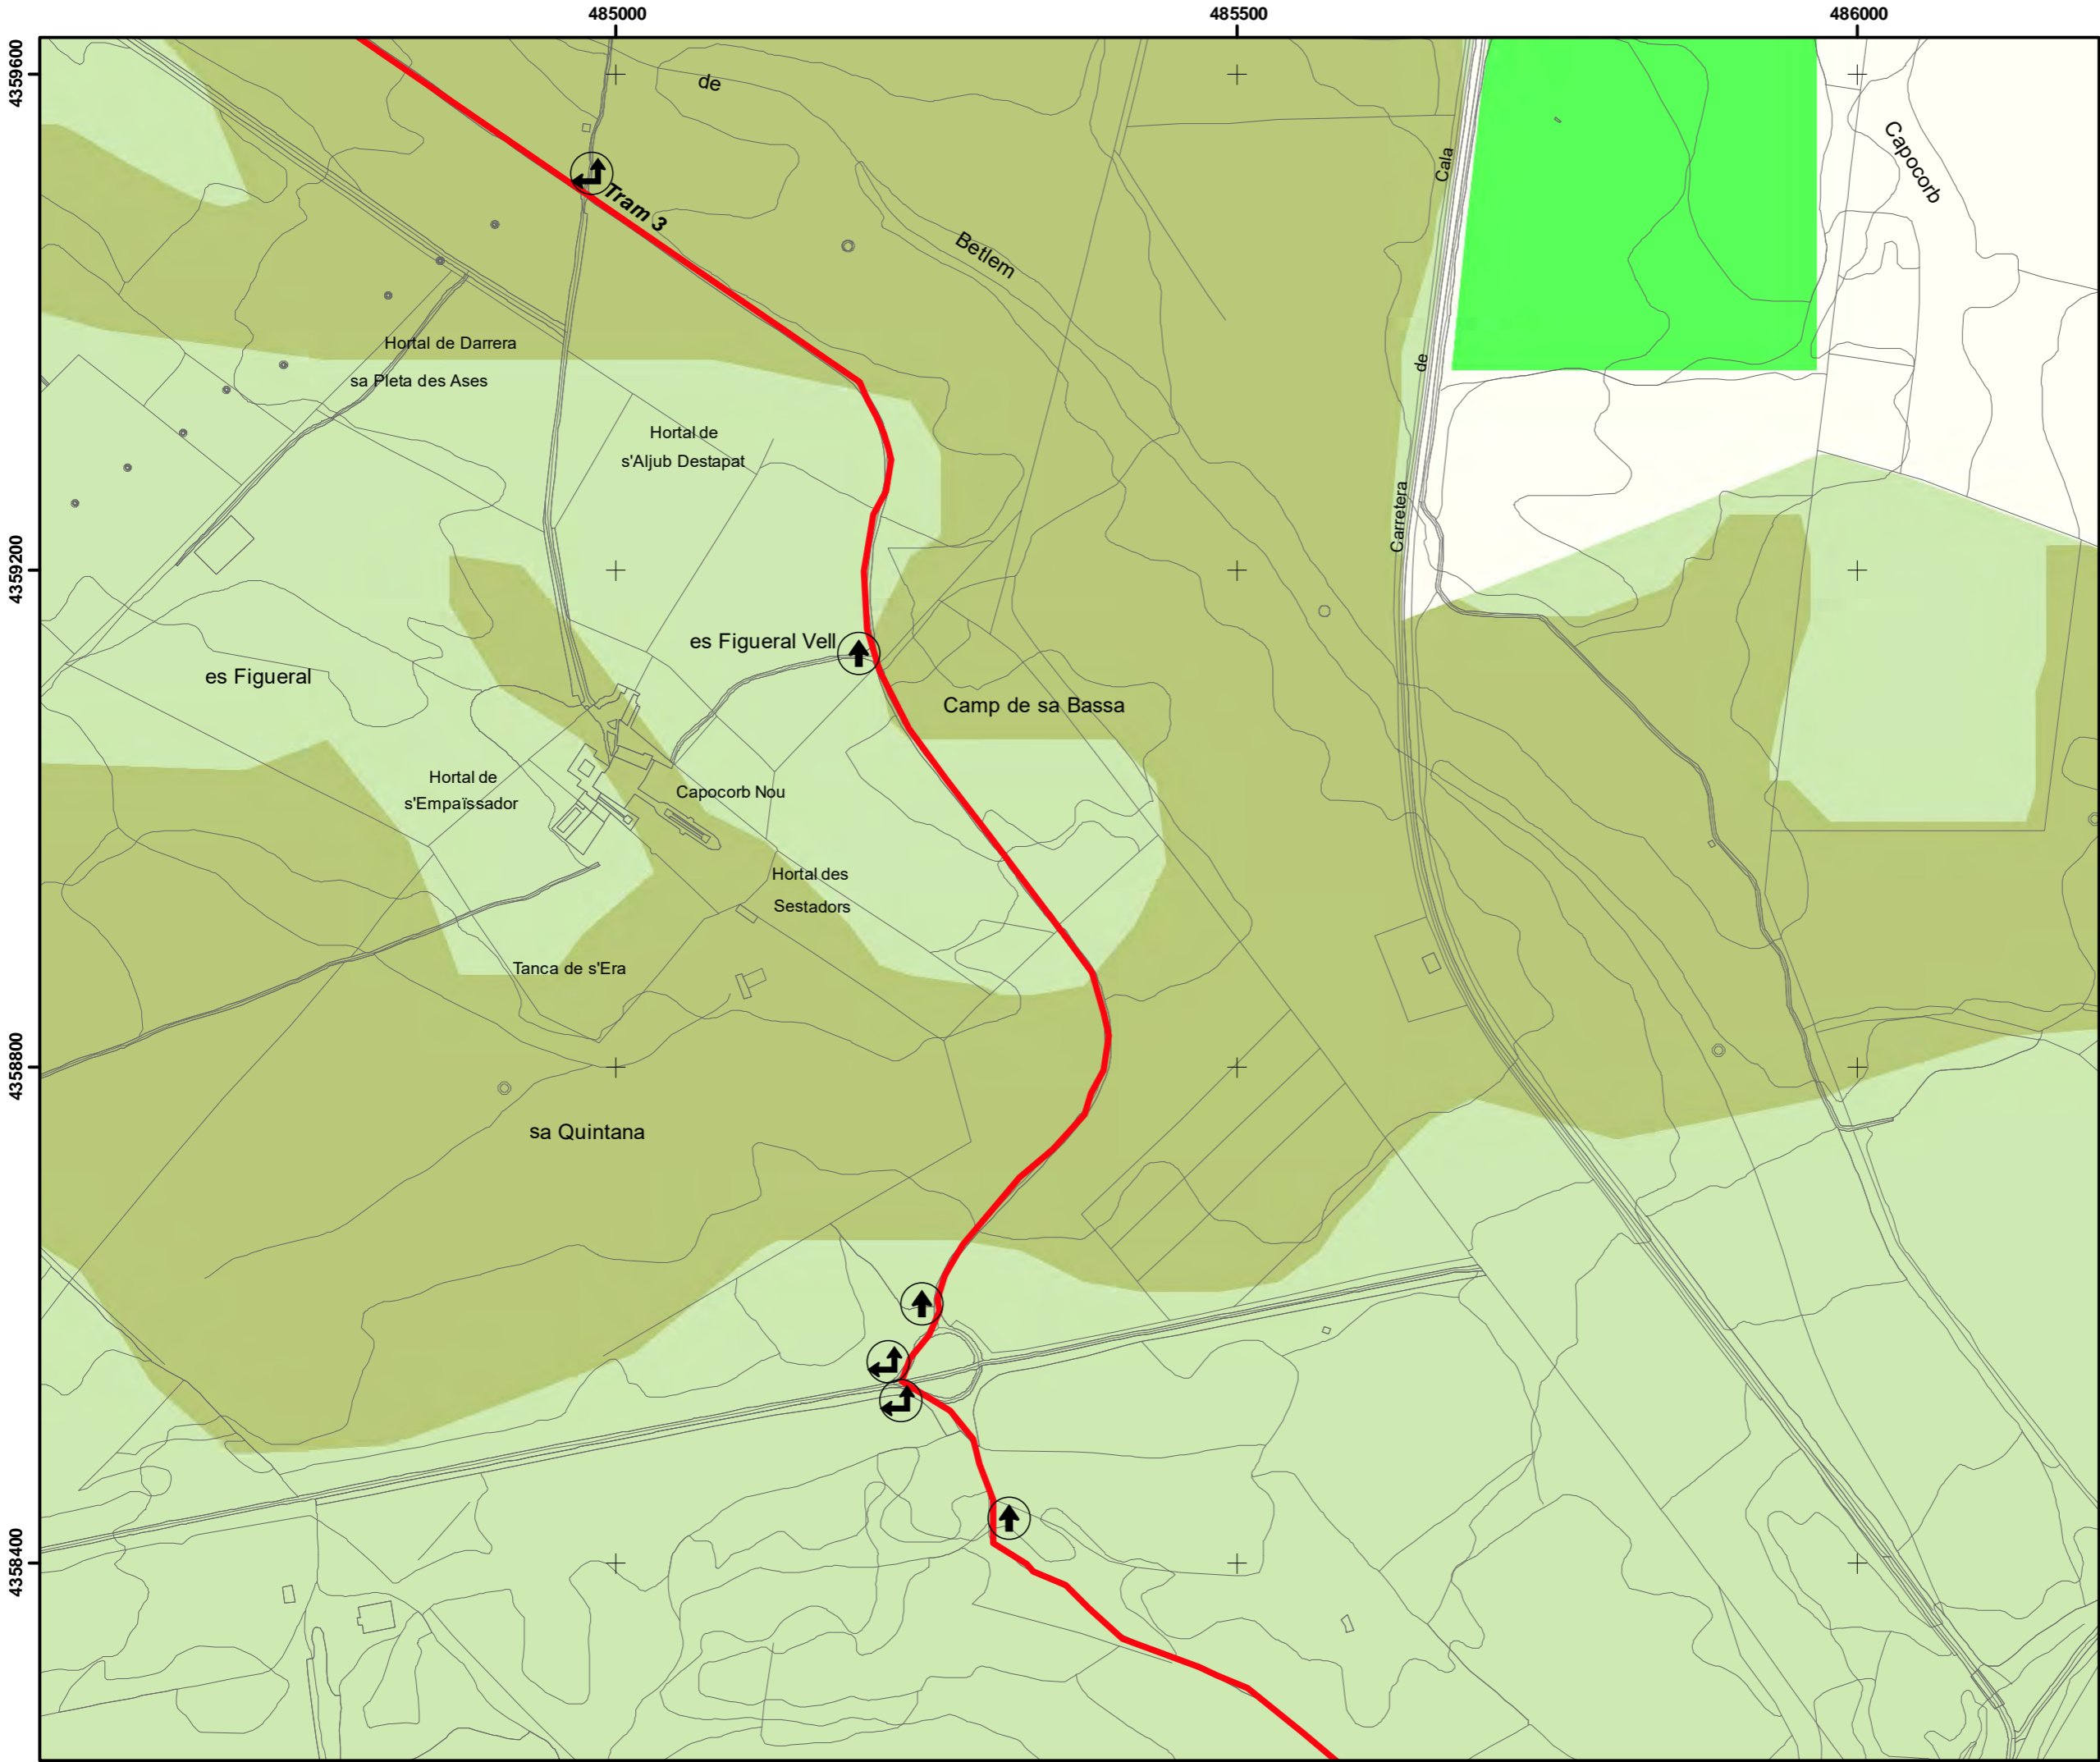 485000
485500
486000
4359600
4359200
4358800
4358400
de
Tram 3
Betlem
Cala
de
Carretera
Capocorb
Hortal de Darrera
sa Pleta des Ases
Hortal de
s'Aljub Destapat
es Figueral Vell
es Figueral
Camp de sa Bassa
Hortal de
s'Empaïssador
Capocorb Nou
Hortal des
Sestadors
Tanca de s'Era
sa Quintana